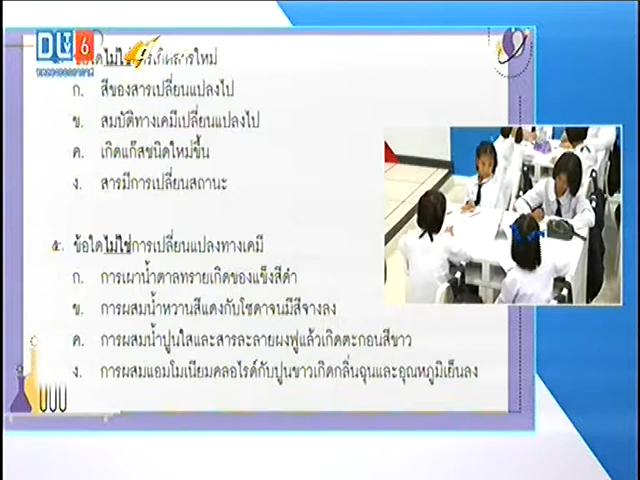 DLTV 6
ไม่ใช่การเกิดสารใหม่
ก. สีของสารเปลี่ยนแปลงไป
ข. สมบัติทางเคมีเปลี่ยนแปลงไป
ค. เกิดแก๊สชนิดใหม่ขึ้น
ง. สารมีการเปลี่ยนสถานะ
๕. ข้อใดไม่ใช่การเปลี่ยนแปลงทางเคมี
ก. การเผาน้ำตาลทรายเกิดของแข็งสีดำ
ข. การผสมน้ำหวานสีแดงกับโซดาจนมีสีจางลง
ค. การผสมน้ำปูนใสและสารละลายผงฟูแล้วเกิดตะกอนสีขาว
ง. การผสมแอมโมเนียมคลอไรด์กับปูนขาวเกิดกลิ่นฉุนและอุณหภูมิเย็นลง